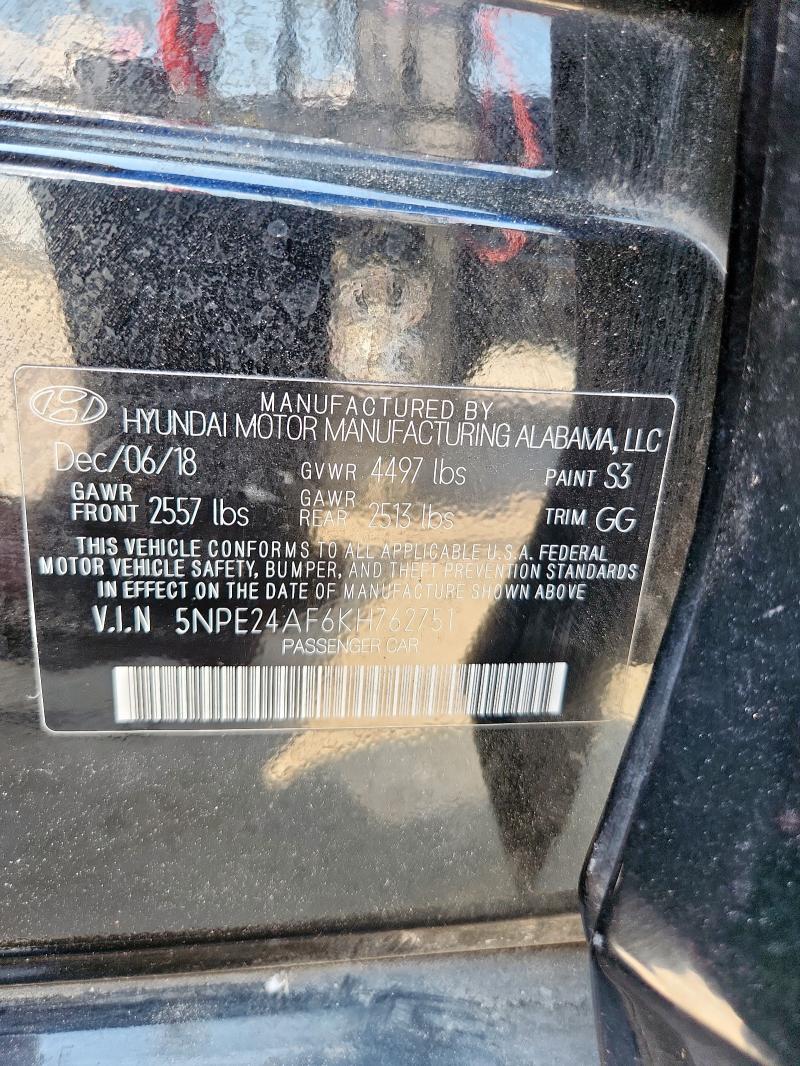 MANUFACTURED BY
HYUNDAI MOTOR MANUFACTURING ALABAMA, LLC
Dec/06/18 GVWR 4497 lbs PAINT S3
GAWR FRONT 2557 lbs GAWR REAR 2513 lbs TRIM GG
THIS VEHICLE CONFORMS TO ALL APPLICABLE U.S.A. FEDERAL
MOTOR VEHICLE SAFETY, BUMPER, AND THEFT PREVENTION STANDARDS
IN EFFECT ON THE DATE OF MANUFACTURE SHOWN ABOVE
V.I.N 5NPE24AF6KH762751
PASSENGER CAR